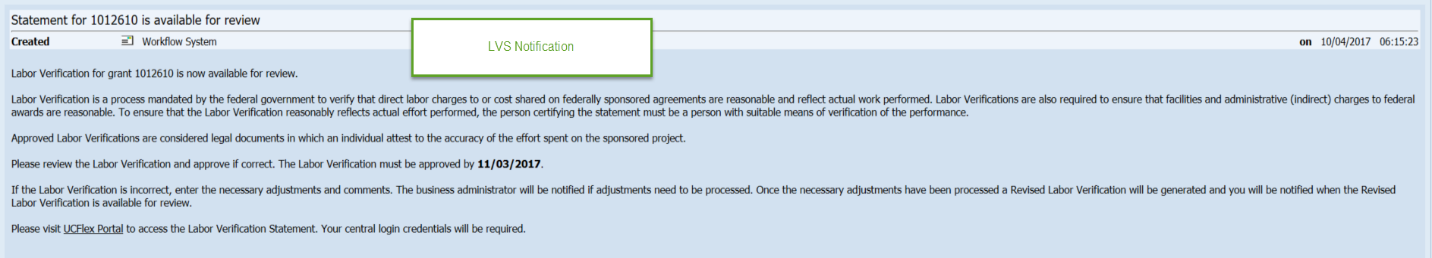 Statement for 1012610 is available for review
LVS Notification
Created Workflow System on 10/04/2017 06:15:23
Labor Verification for grant 1012610 is now available for review.
Labor Verification is a process mandated by the federal government to verify that direct labor charges to or cost shared on federally sponsored agreements are reasonable and reflect actual work performed. Labor Verifications are also required to ensure that facilities and administrative (indirect) charges to federal
awards are reasonable. To ensure that the Labor Verification reasonably reflects actual effort performed, the person certifying the statement must be a person with suitable means of verification of the performance.
Approved Labor Verifications are considered legal documents in which an individual attest to the accuracy of the effort spent on the sponsored project.
Please review the Labor Verification and approve if correct. The Labor Verification must be approved by 11/03/2017.
If the Labor Verification is incorrect, enter the necessary adjustments and comments. The business administrator will be notified if adjustments need to be processed. Once the necessary adjustments have been processed a Revised Labor Verification will be generated and you will be notified when the Revised
Labor Verification is available for review.
Please visit UCFlex Portal to access the Labor Verification Statement. Your central login credentials will be required.